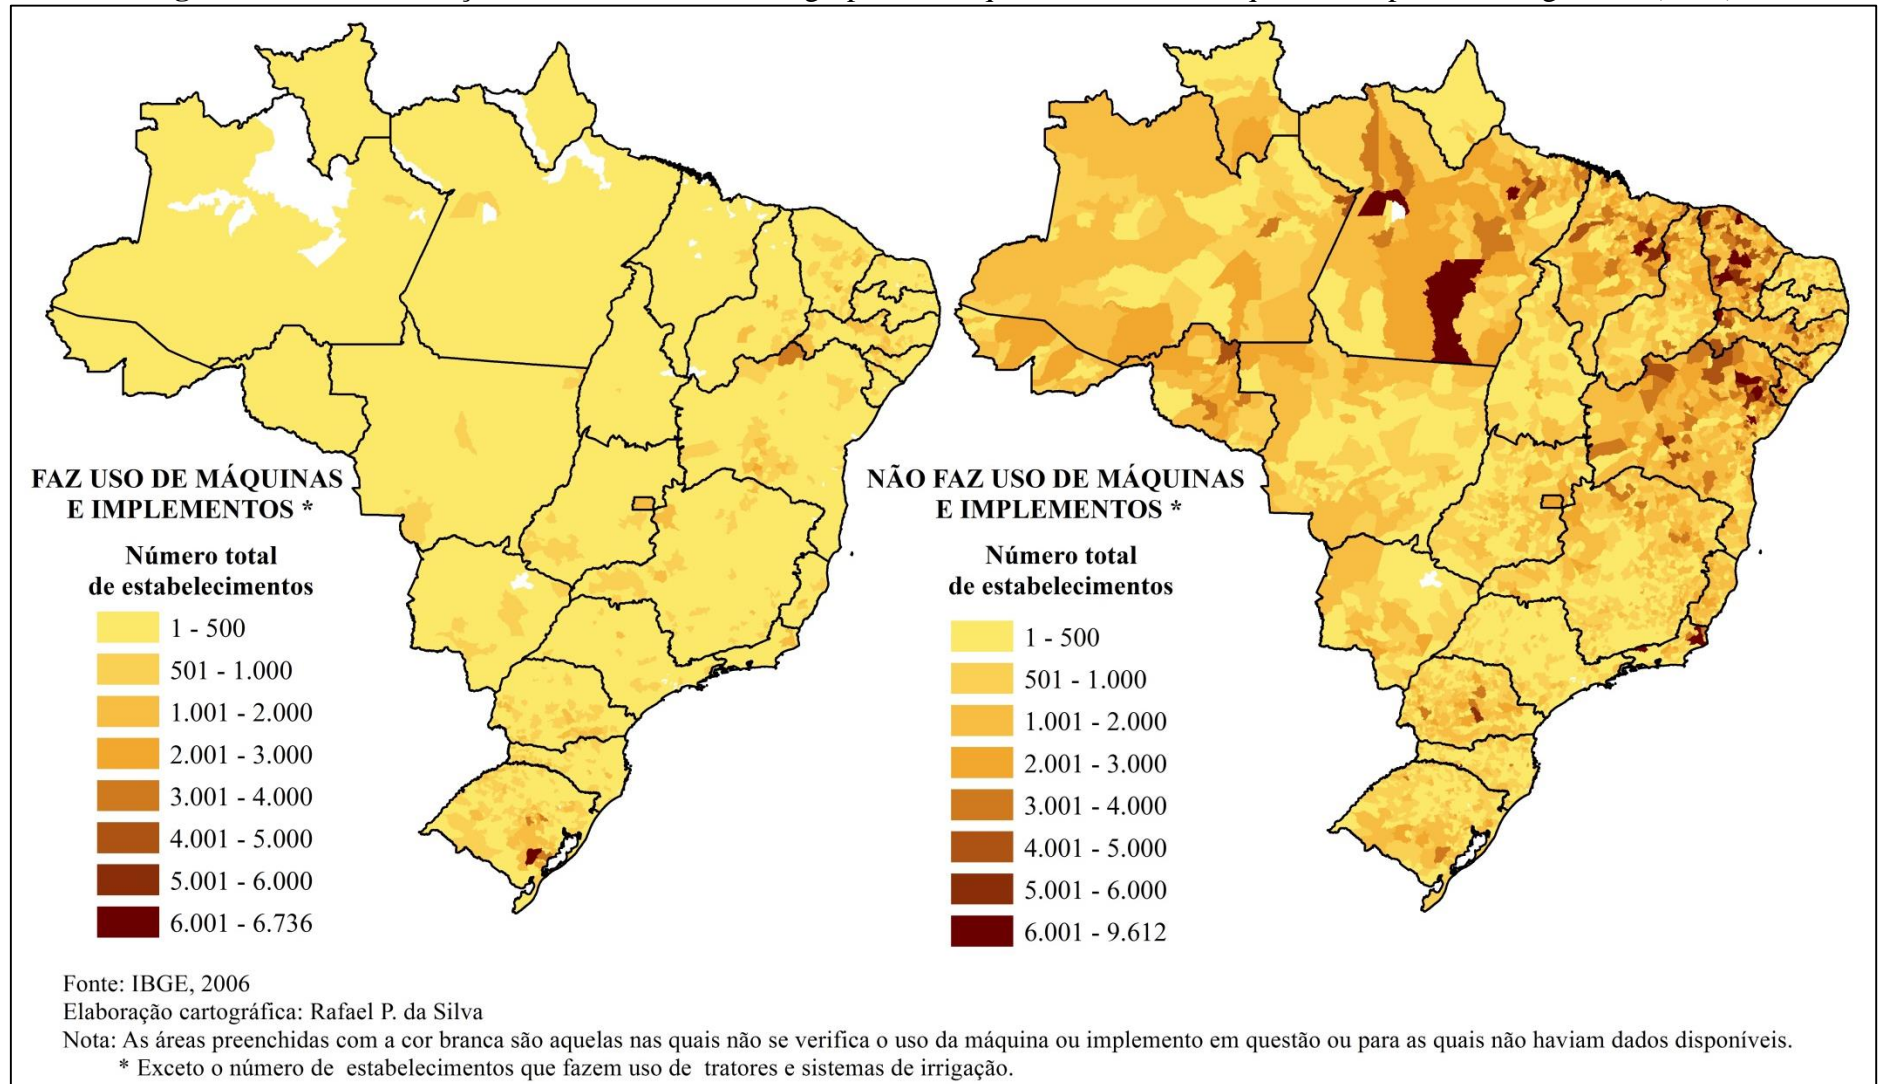 FAZ USO DE MÁQUINAS
E IMPLEMENTOS *
Número total
de estabelecimentos
1 - 500
501 - 1.000
1.001 - 2.000
2.001 - 3.000
3.001 - 4.000
4.001 - 5.000
5.001 - 6.000
6.001 - 6.736
NÃO FAZ USO DE MÁQUINAS
E IMPLEMENTOS *
Número total
de estabelecimentos
1 - 500
501 - 1.000
1.001 - 2.000
2.001 - 3.000
3.001 - 4.000
4.001 - 5.000
5.001 - 6.000
6.001 - 9.612
Fonte: IBGE, 2006
Elaboração cartográfica: Rafael P. da Silva
Nota: As áreas preenchidas com a cor branca são aquelas nas quais não se verifica o uso da máquina ou implemento em questão ou para as quais não haviam dados disponíveis.
* Exceto o número de estabelecimentos que fazem uso de tratores e sistemas de irrigação.